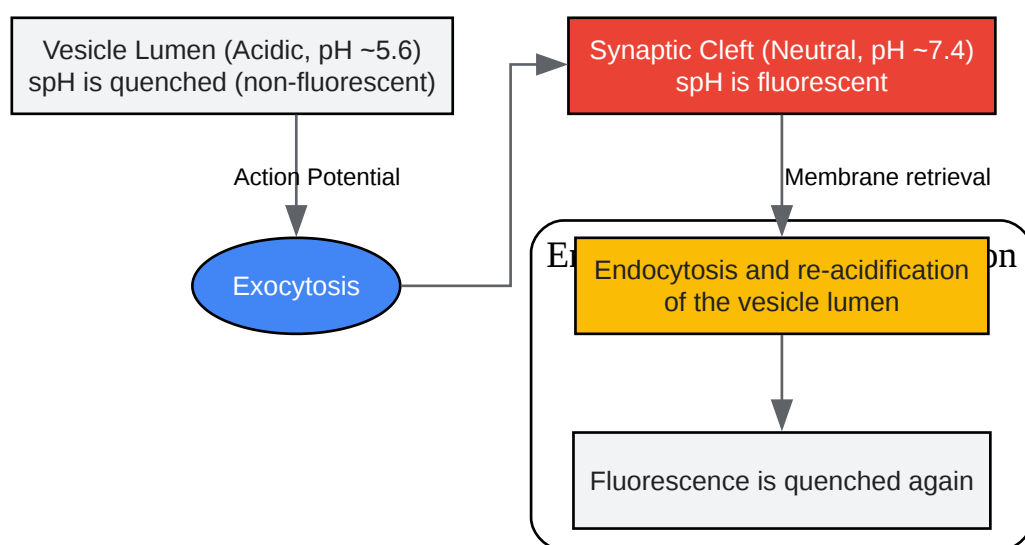 Vesicle Lumen (Acidic, pH ~5.6)
spH is quenched (non-fluorescent)
Synaptic Cleft (Neutral, pH ~7.4)
spH is fluorescent
Action Potential
Membrane retrieval
Exocytosis
Endocytosis and re-acidification
of the vesicle lumen
Fluorescence is quenched again